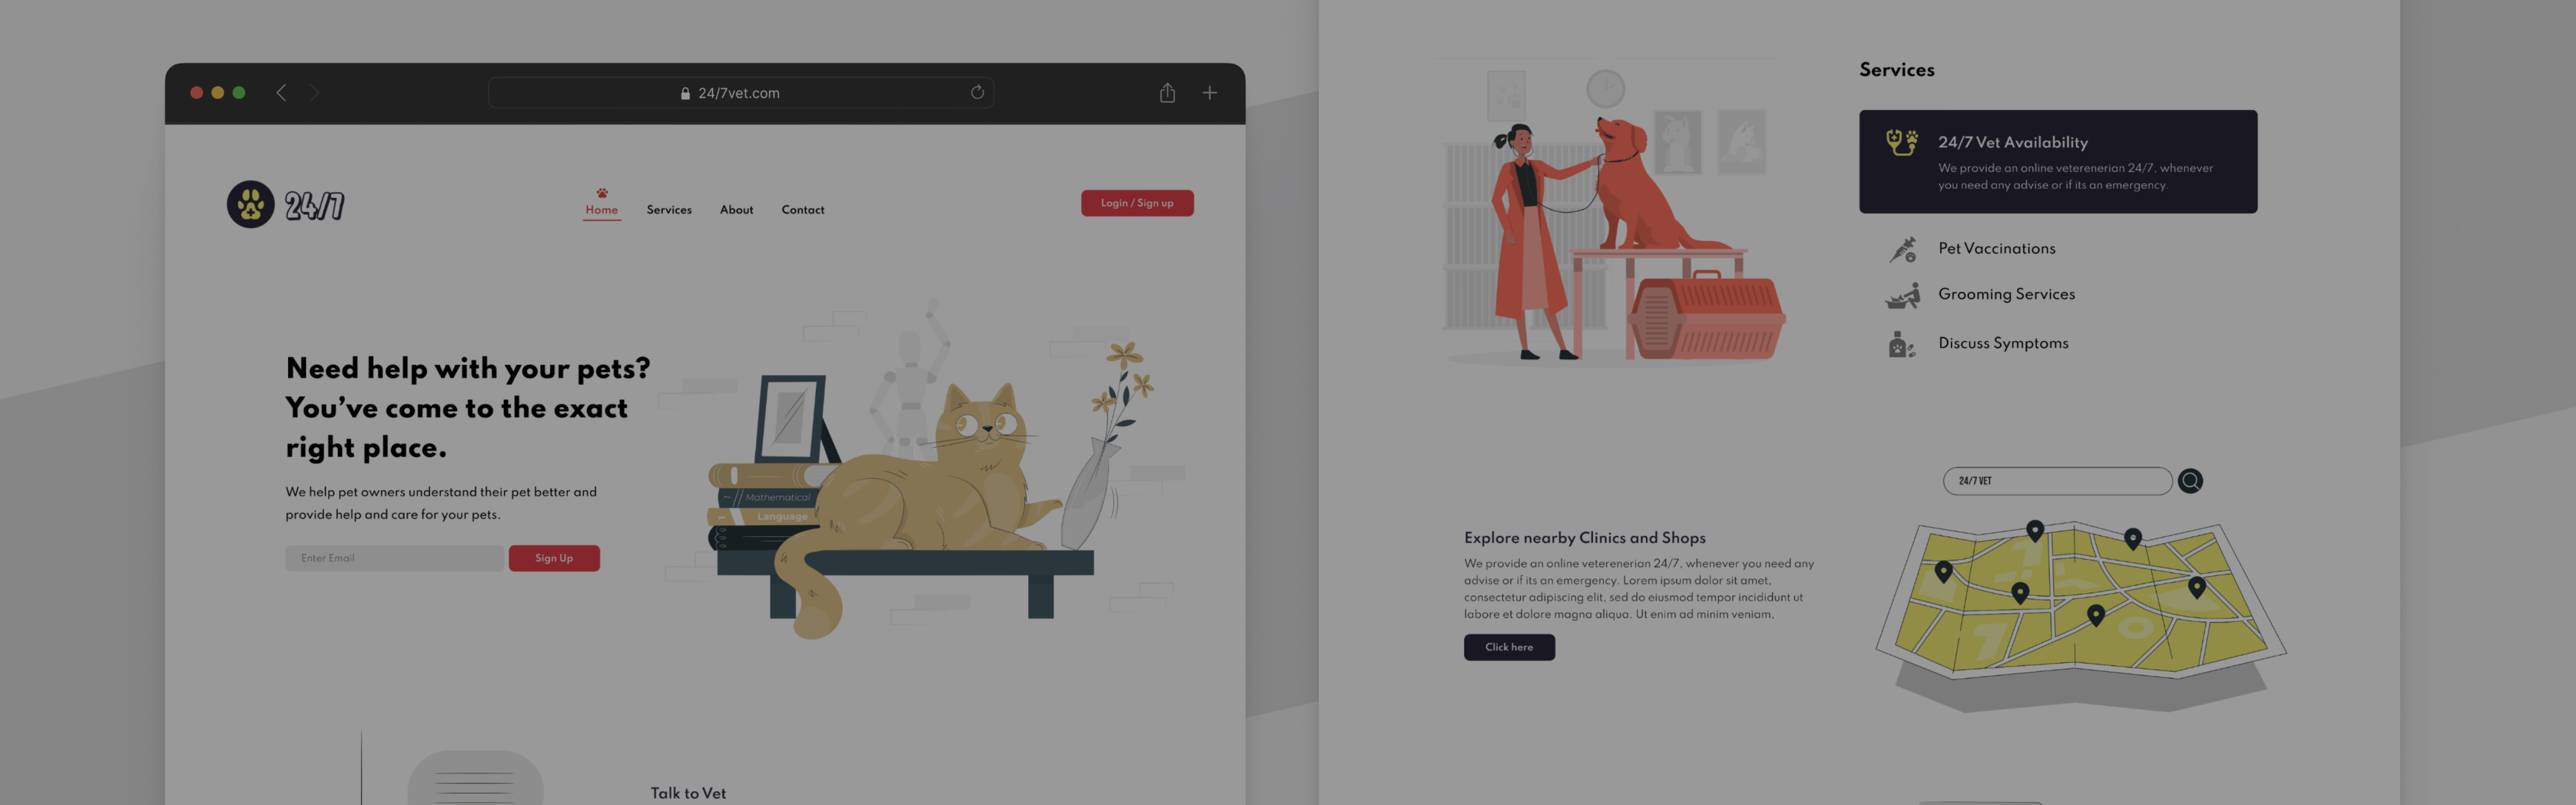 24/7vet.com
24/7
Home
Services
About
Contact
Login / Sign up
Need help with your pets?
You've come to the exact
right place.
We help pet owners understand their pet better and
provide help and care for your pets.
Enter Email
Sign Up
Mathematical
Language
Talk to Vet
Services
24/7 Vet Availability
We provide an online veterenerian 24/7, whenever
you need any advise or if its an emergency.
Pet Vaccinations
Grooming Services
Discuss Symptoms
24/7 VET
Explore nearby Clinics and Shops
We provide an online veterenerian 24/7, whenever you need any
advise or if its an emergency. Lorem ipsum dolor sit amet,
consectetur adipiscing elit, sed do eiusmod tempor incididunt ut
labore et dolore magna aliqua. Ut enim ad minim veniam,
Click here